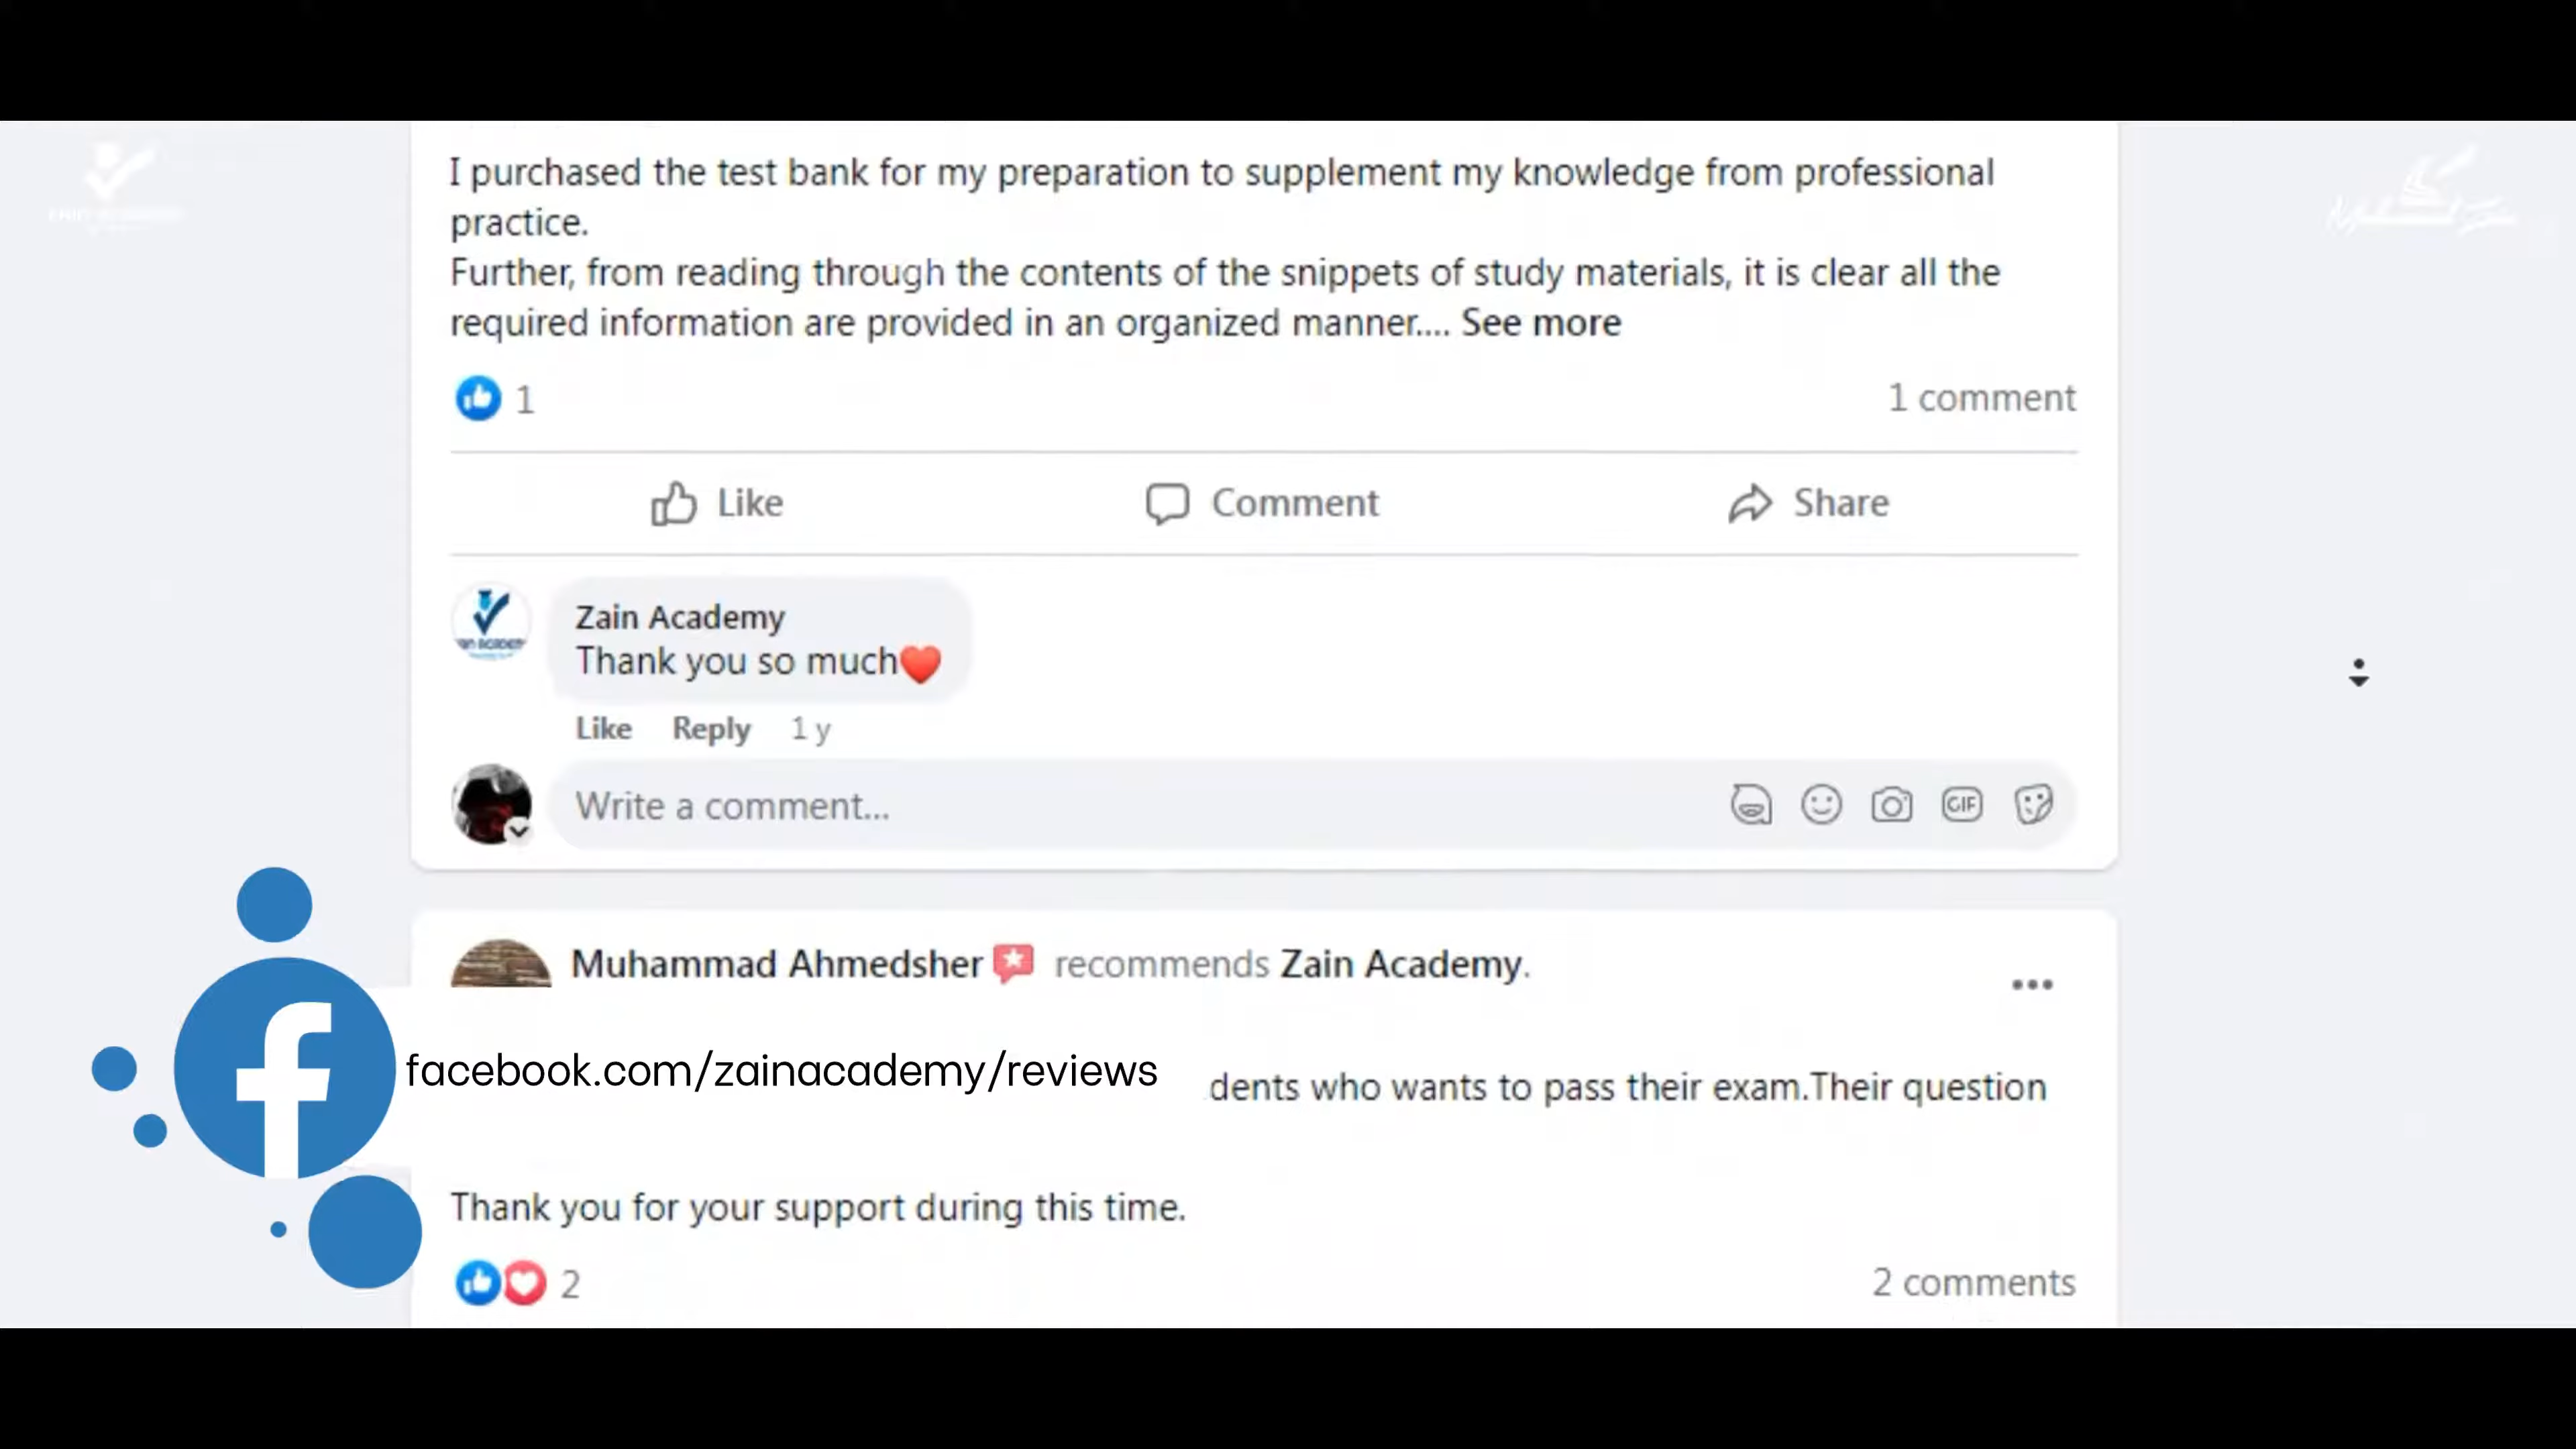 I purchased the test bank for my preparation to supplement my knowledge from professional
practice.
Further, from reading through the contents of the snippets of study materials, it is clear all the
required information are provided in an organized manner.... See more
1
1 comment
Like
Comment
Share
Zain Academy
Thank you so much
Like Reply 1 y
Write a comment...
GIF
Muhammad Ahmedsher recommends Zain Academy.
facebook.com/zainacademy/reviews
dents who wants to pass their exam.Their question
Thank you for your support during this time.
2
2 comments